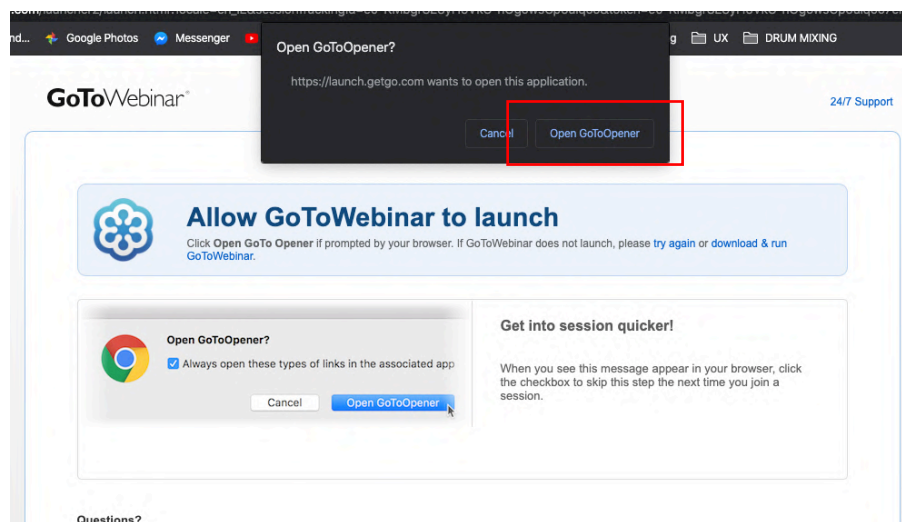 nd...
Google Photos
Messenger
g
UX
DRUM MIXING
Open GoToOpener?
https://launch.getgo.com wants to open this application.
Cancel
Open GoToOpener
GoToWebinar
24/7 Support
Allow GoToWebinar to launch
Click Open GoTo Opener if prompted by your browser. If GoToWebinar does not launch, please try again or download & run
GoToWebinar.
Open GoToOpener?
Always open these types of links in the associated app
Cancel
Open GoToOpener
Get into session quicker!
When you see this message appear in your browser, click
the checkbox to skip this step the next time you join a
session.
Questions?